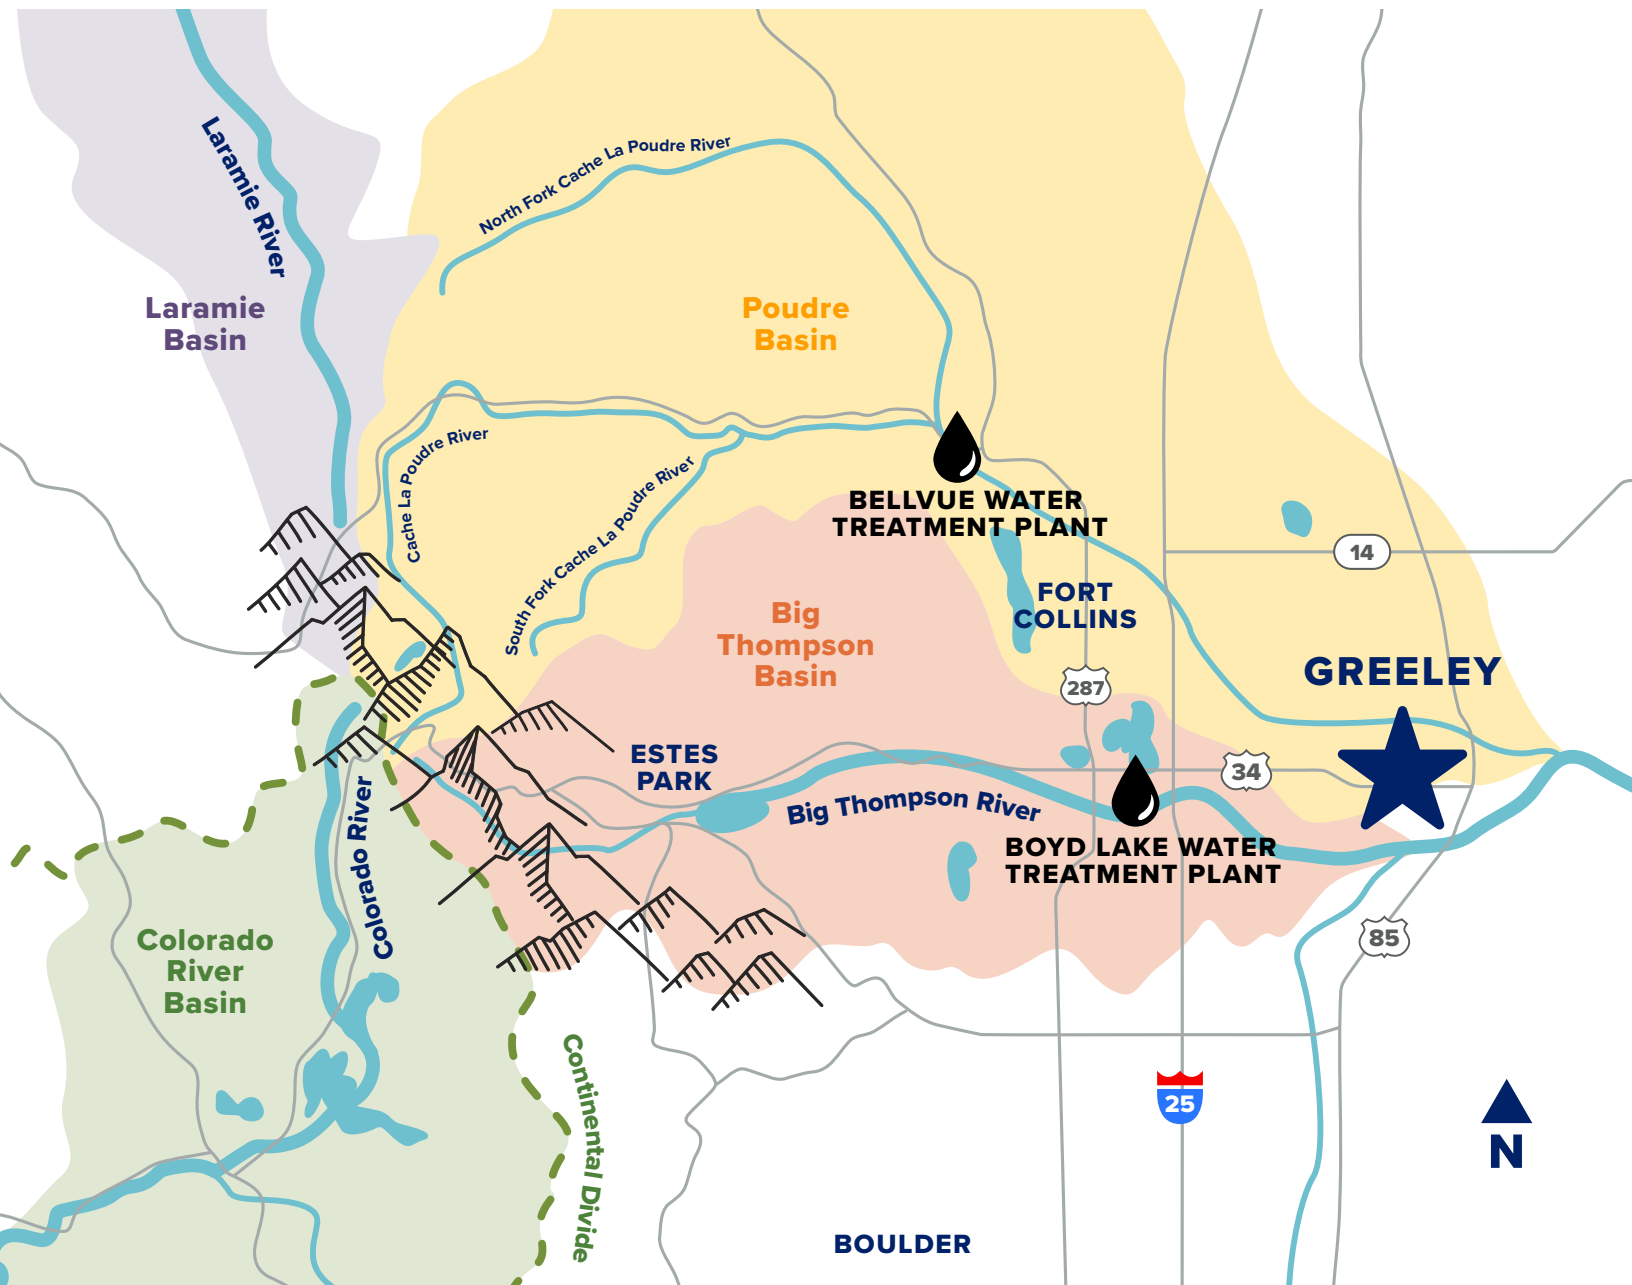 Laramie River
North Fork Cache La Poudre River
Laramie
Basin
Poudre
Basin
Cache La Poudre River
South Fork Cache La Poudre River
BELLVUE WATER
TREATMENT PLANT
14
FORT
COLLINS
Big
Thompson
Basin
GREELEY
287
ESTES
PARK
34
Big Thompson River
Colorado River
BOYD LAKE WATER
TREATMENT PLANT
Colorado
River
Basin
85
Continental Divide
25
N
BOULDER